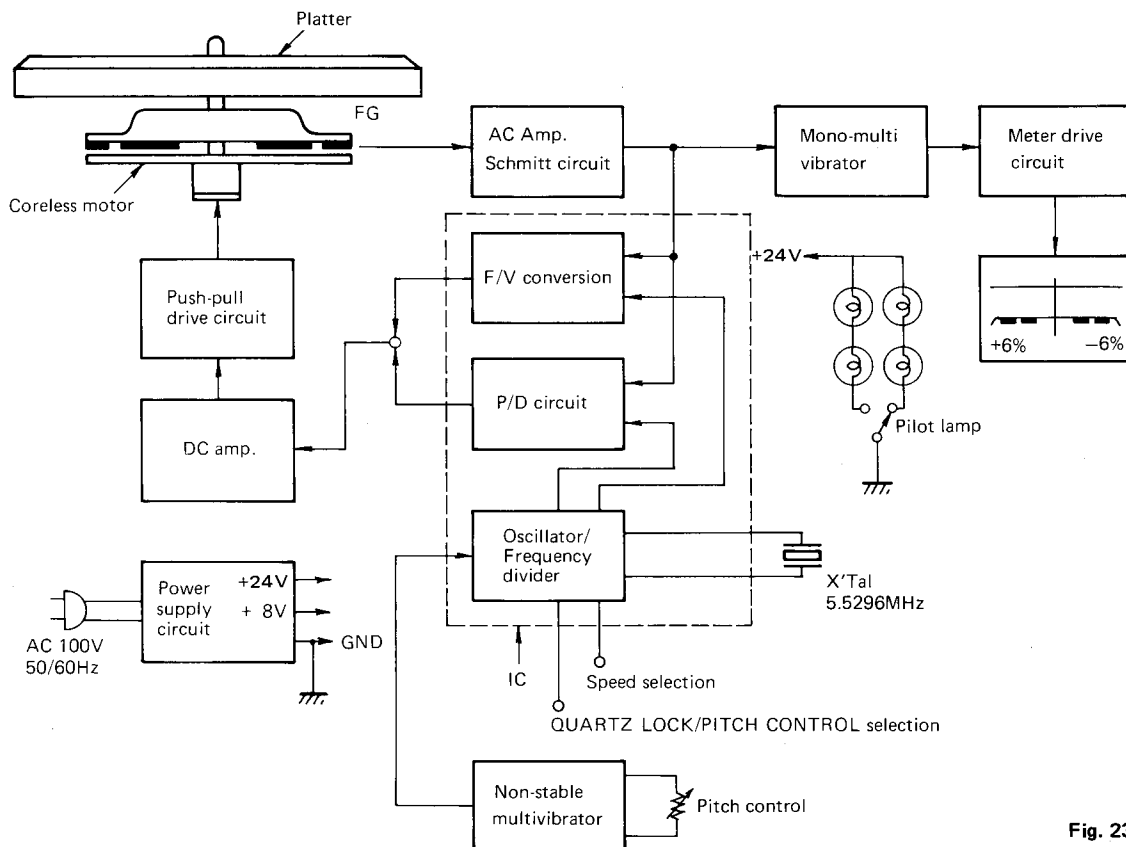 Platter
FG
Coreless motor
AC Amp.
Schmitt circuit
Mono-multi
vibrator
Meter drive
circuit
Push-pull
drive circuit
F/V conversion
+24V
+6%
−6%
P/D circuit
DC amp.
Pilot lamp
Oscillator/
Frequency
divider
X'Tal
5.5296MHz
Power
supply
circuit
+24V
+ 8V
GND
AC 100V
50/60Hz
IC
Speed selection
QUARTZ LOCK/PITCH CONTROL selection
Non-stable
multivibrator
Pitch control
Fig. 23